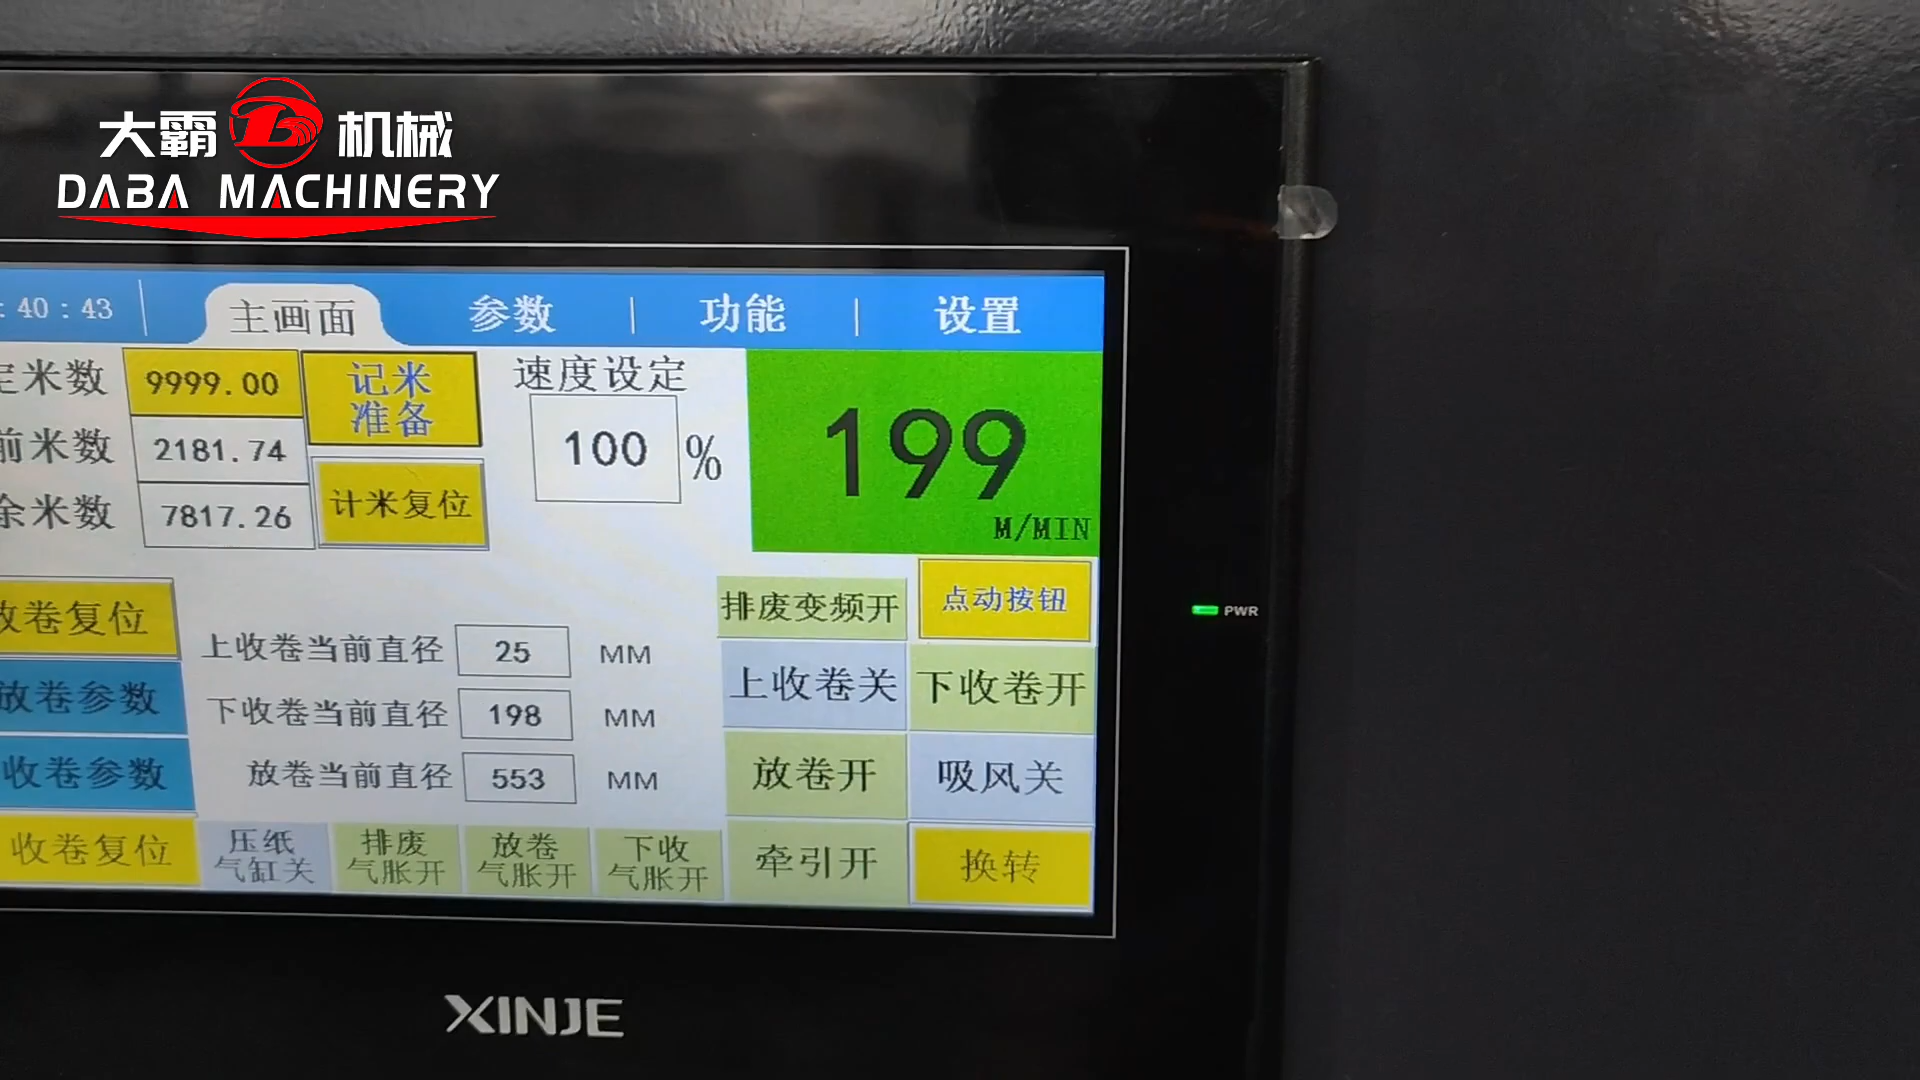 大霸 机械
DABA MACHINERY
: 40 : 43 主画面 参数 功能 设置
定米数 9999.00 记米准备 速度设定
前米数 2181.74 100 % 199
余米数 7817.26 计米复位 M/MIN
放卷复位 排废变频开 点动按钮
上收卷当前直径 25 MM 上收卷关 下收卷开
放卷参数 下收卷当前直径 198 MM
收卷参数 放卷当前直径 553 MM 放卷开 吸风关
收卷复位 压纸气缸关 排废气胀开 放卷气胀开 下收气胀开 牵引开 换转
PWR
XINJE